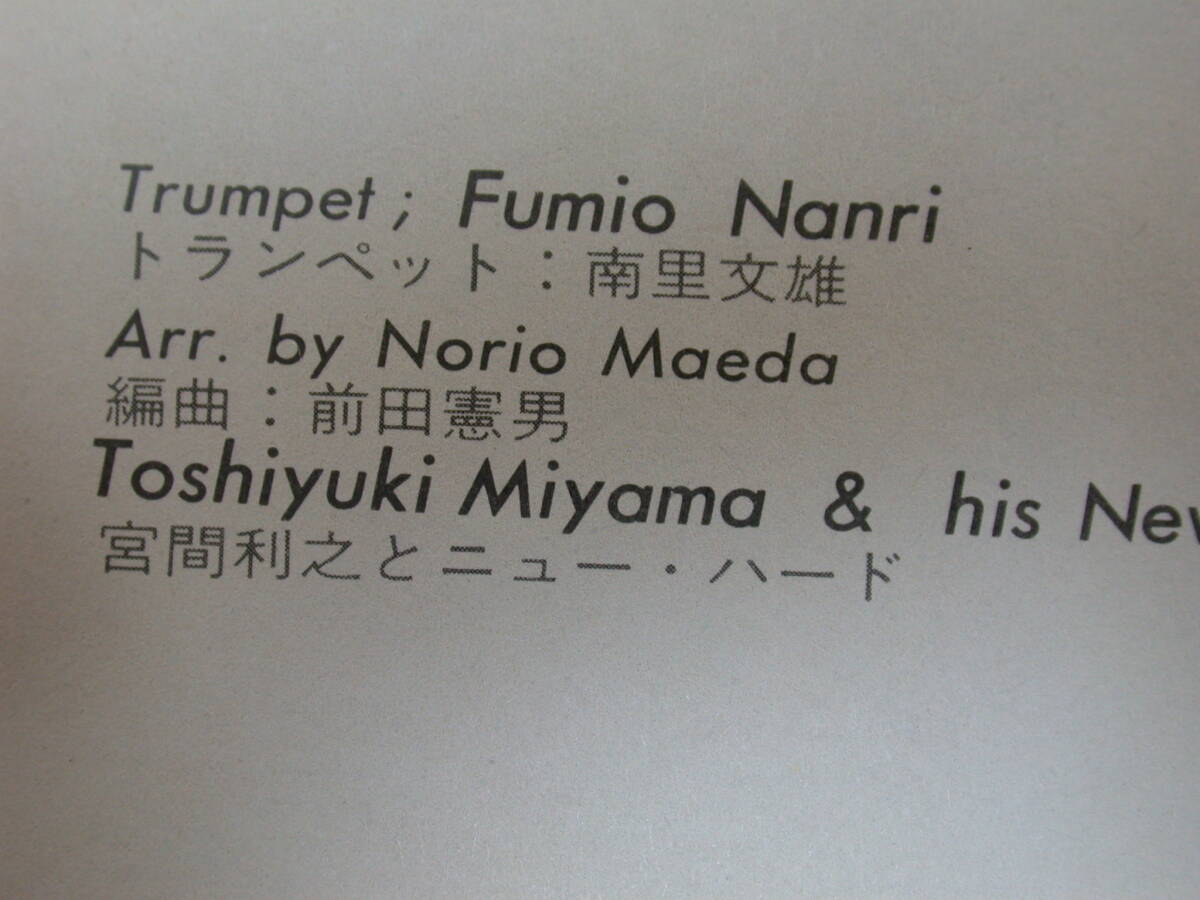 Trumpet ; Fumio Nanri
トランペット：南里文雄
Arr. by Norio Maeda
編曲：前田憲男
Toshiyuki Miyama & his
宮間利之とニュー・ハード